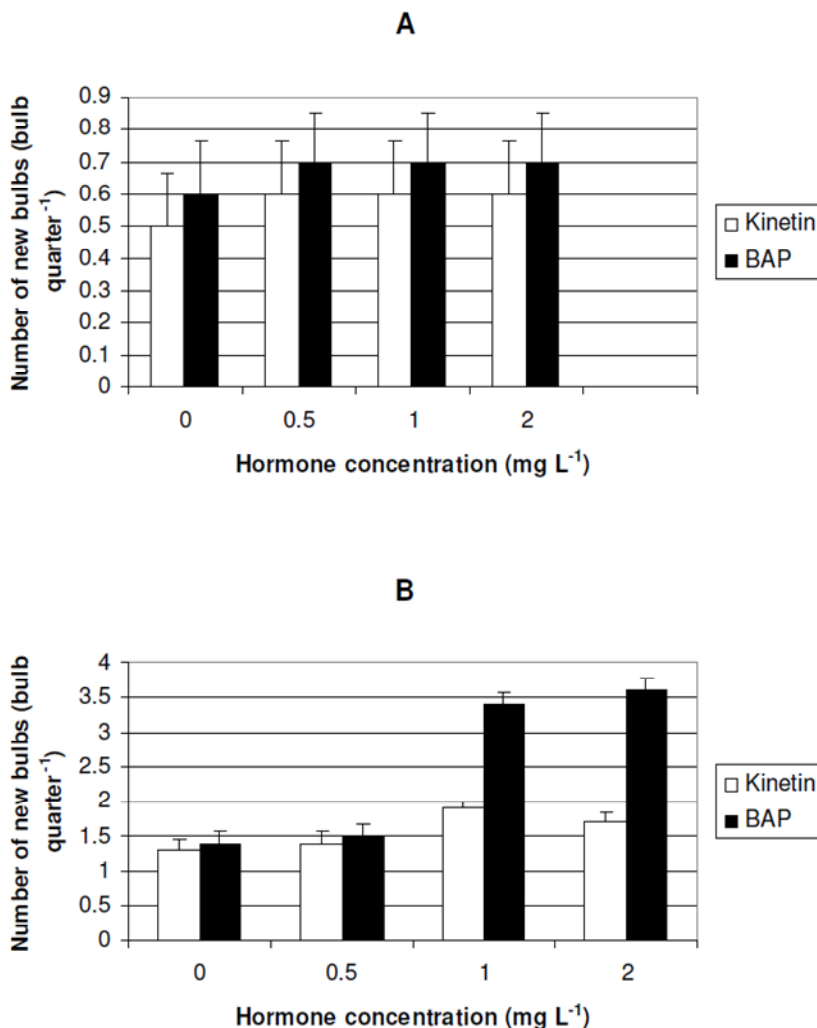 A
Number of new bulbs (bulb
quarter⁻¹)
0.9
0.8
0.7
0.6
0.5
0.4
0.3
0.2
0.1
0
0 0.5 1 2
Hormone concentration (mg L⁻¹)
Kinetin
BAP
B
Number of new bulbs (bulb
quarter⁻¹)
4
3.5
3
2.5
2
1.5
1
0.5
0
0 0.5 1 2
Hormone concentration (mg L⁻¹)
Kinetin
BAP